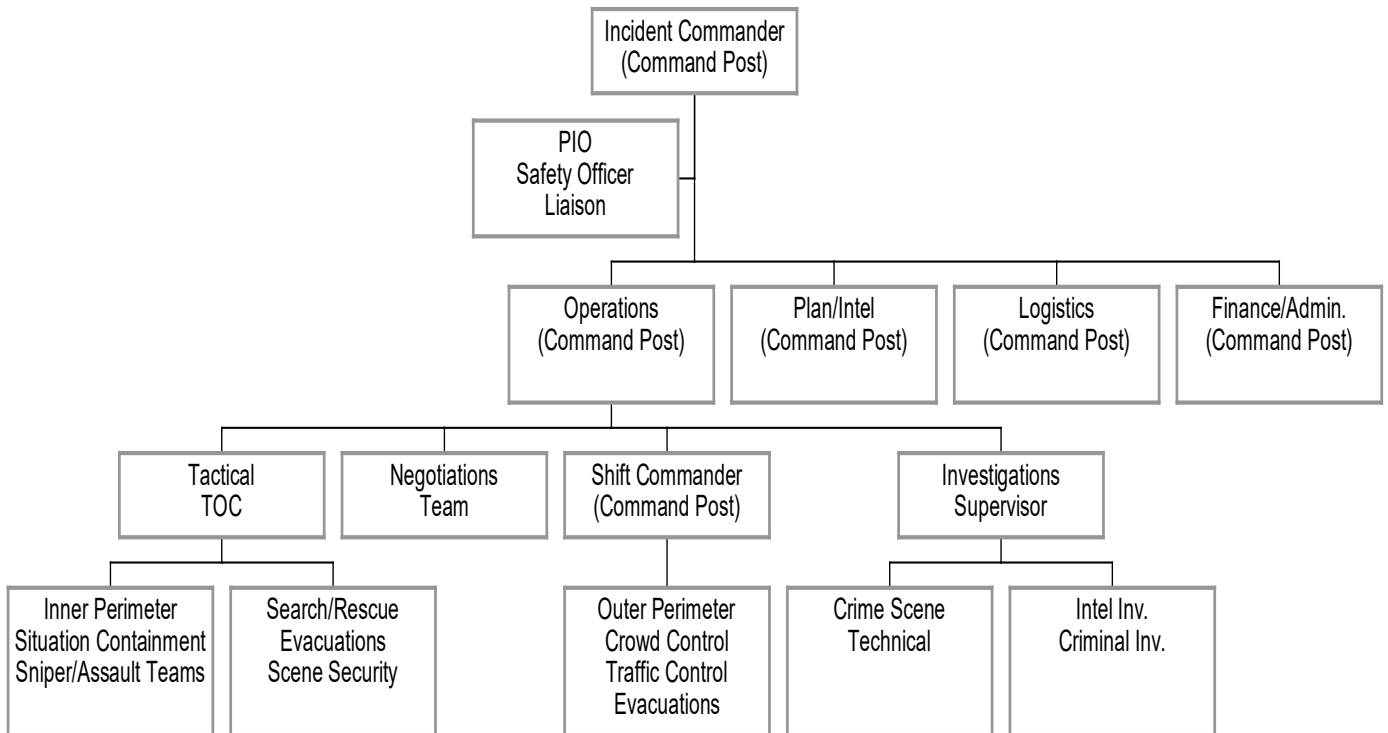 Incident Commander
(Command Post)
PIO
Safety Officer
Liaison
Operations
(Command Post)
Plan/Intel
(Command Post)
Logistics
(Command Post)
Finance/Admin.
(Command Post)
Tactical
TOC
Negotiations
Team
Shift Commander
(Command Post)
Investigations
Supervisor
Inner Perimeter
Situation Containment
Sniper/Assault Teams
Search/Rescue
Evacuations
Scene Security
Outer Perimeter
Crowd Control
Traffic Control
Evacuations
Crime Scene
Technical
Intel Inv.
Criminal Inv.